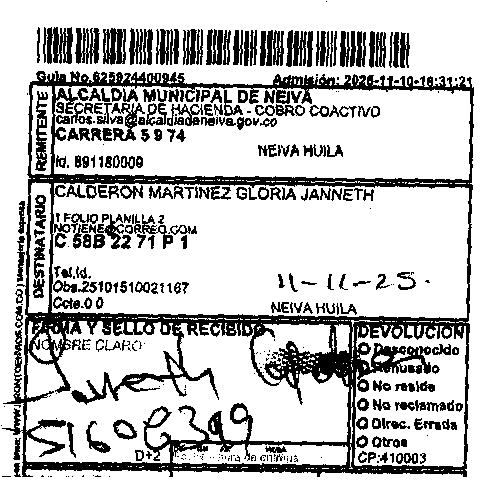 Guia No.625924400945 Admisión: 2025-11-10-16:31:21
REMITENTE
ALCALDIA MUNICIPAL DE NEIVA
SECRETARIA DE HACIENDA - COBRO COACTIVO
carlos.silva@alcaldianeiva.gov.co
CARRERA 5 9 74
NEIVA HUILA
Id. 891180009
DESTINATARIO
CALDERON MARTINEZ GLORIA JANNETH
1 FOLIO PLANILLA 2
NOTIENE@CORREO.COM
C 58B 22 71 P 1
Tel.Id.
Obs.25101510021167
11-11-25.
Ccte.0 0
NEIVA HUILA
FIRMA Y SELLO DE RECIBIDO
NOMBRE CLARO
Janneth
DEVOLUCION
Desconocido
Rehusado
No reside
No reclamado
Direc. Errada
Otros
D+2
CP:410003